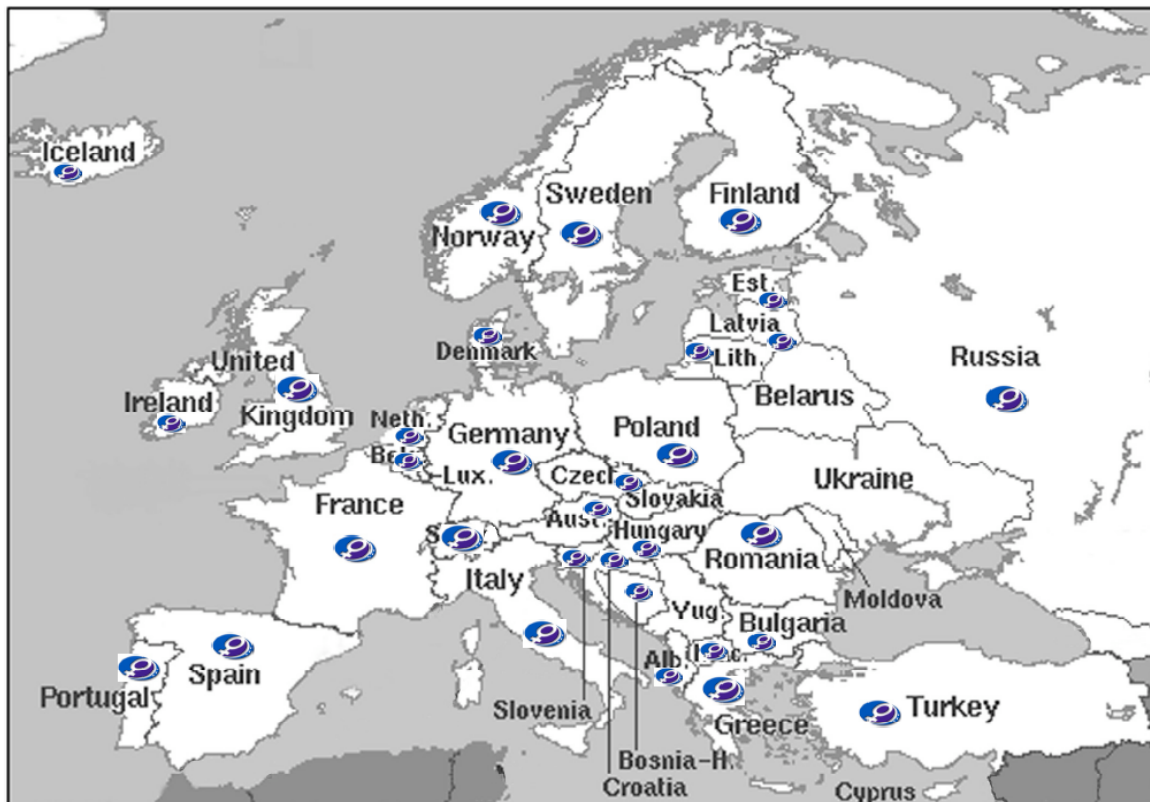 Iceland
Sweden
Finland
Norway
Est.
Latvia
Denmark
Lith.
United
Kingdom
Russia
Ireland
Belarus
Neth.
Germany
Poland
Lux.
Czech
Slovakia
Ukraine
France
Aust.
Hungary
Romania
Italy
Moldova
Yug.
Bulgaria
Alb.
Spain
Portugal
Slovenia
Greece
Turkey
Bosnia-H.
Croatia
Cyprus